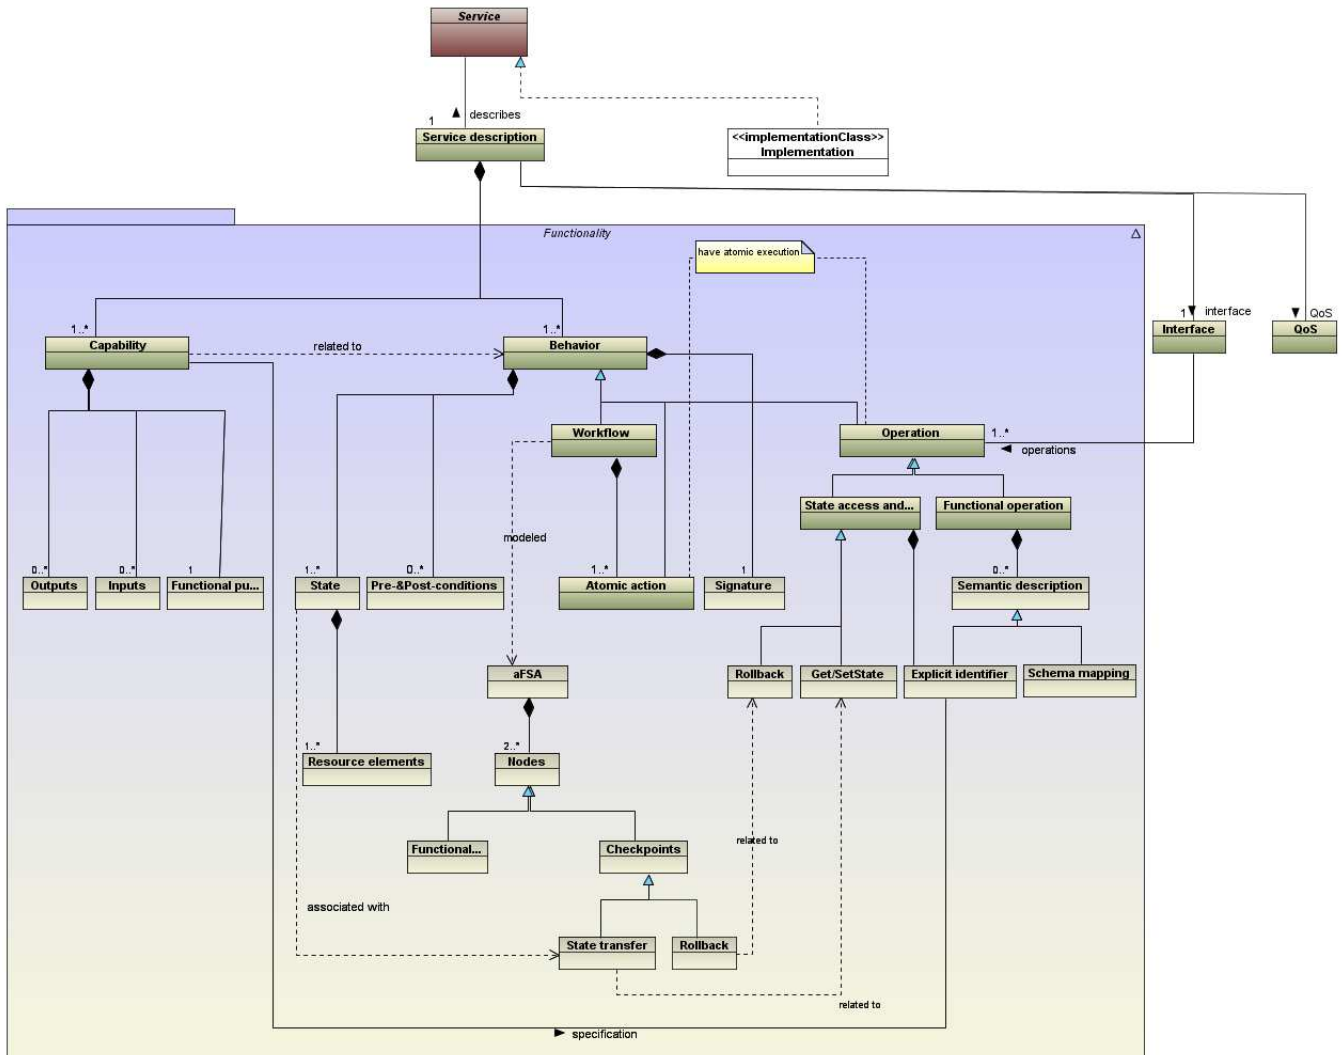 Service
describes
1
Service description
<<implementationClass>>
Implementation
Functionality
have atomic execution
1..*
1..*
1
interface
QoS
Capability
related to
Behavior
Interface
QoS
Workflow
Operation
1..*
operations
State access and...
Functional operation
modeled
0..*
0..*
1
1..*
0..*
1..*
1
0..*
Outputs
Inputs
Functional pu...
State
Pre-&Post-conditions
Atomic action
Signature
Semantic description
aFSA
Rollback
Get/SetState
Explicit identifier
Schema mapping
1..*
2..*
Resource elements
Nodes
Functional...
Checkpoints
related to
associated with
State transfer
Rollback
related to
specification